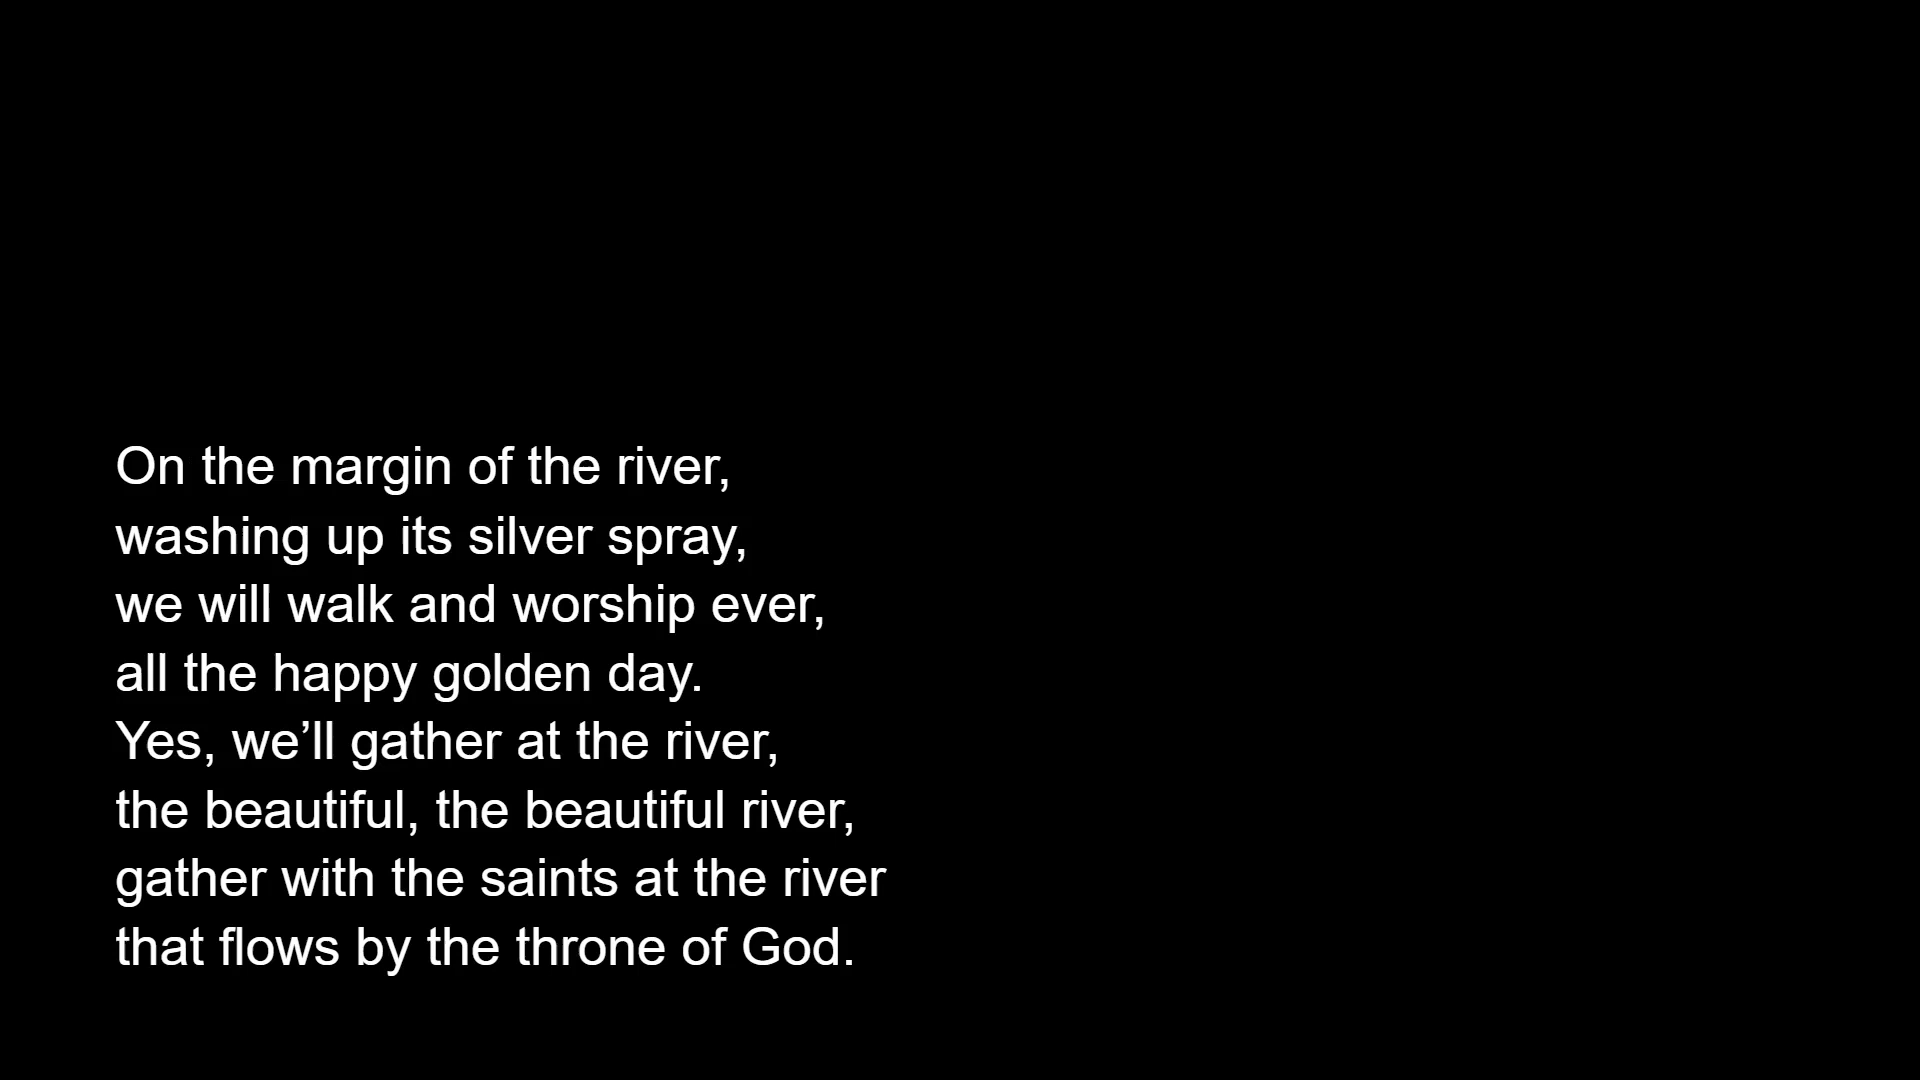 On the margin of the river,
washing up its silver spray,
we will walk and worship ever,
all the happy golden day.
Yes, we’ll gather at the river,
the beautiful, the beautiful river,
gather with the saints at the river
that flows by the throne of God.